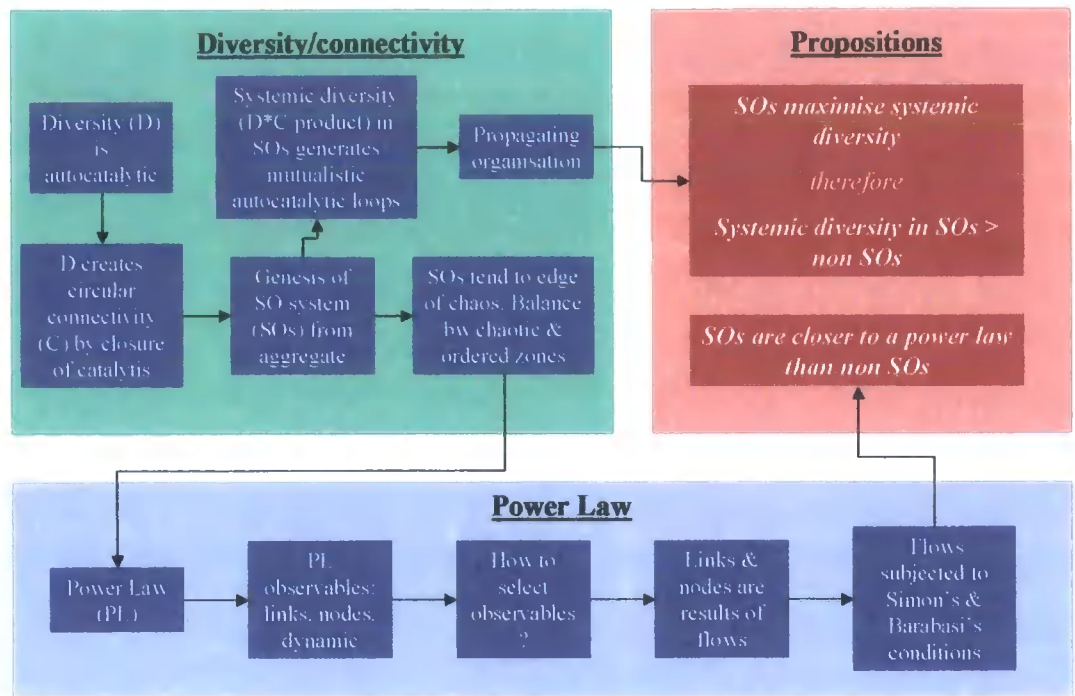 Diversity/connectivity
Diversity (D)
is
autocatalytic
Systemic diversity
(D*C product) in
SOs generates
mutualistic
autocatalytic loops
Propagating
organisation
D creates
circular
connectivity
(C) by closure
of catalytis
Genesis of
SO system
(SOs) from
aggregate
SOs tend to edge
of chaos. Balance
bw chaotic &
ordered zones
Propositions
SOs maximise systemic
diversity
therefore
Systemic diversity in SOs >
non SOs
SOs are closer to a power law
than non SOs
Power Law
Power Law
(PL)
PL
observables:
links, nodes,
dynamic
How to
select
observables
?
Links &
nodes are
results of
flows
Flows
subjected to
Simon's &
Barabasi's
conditions